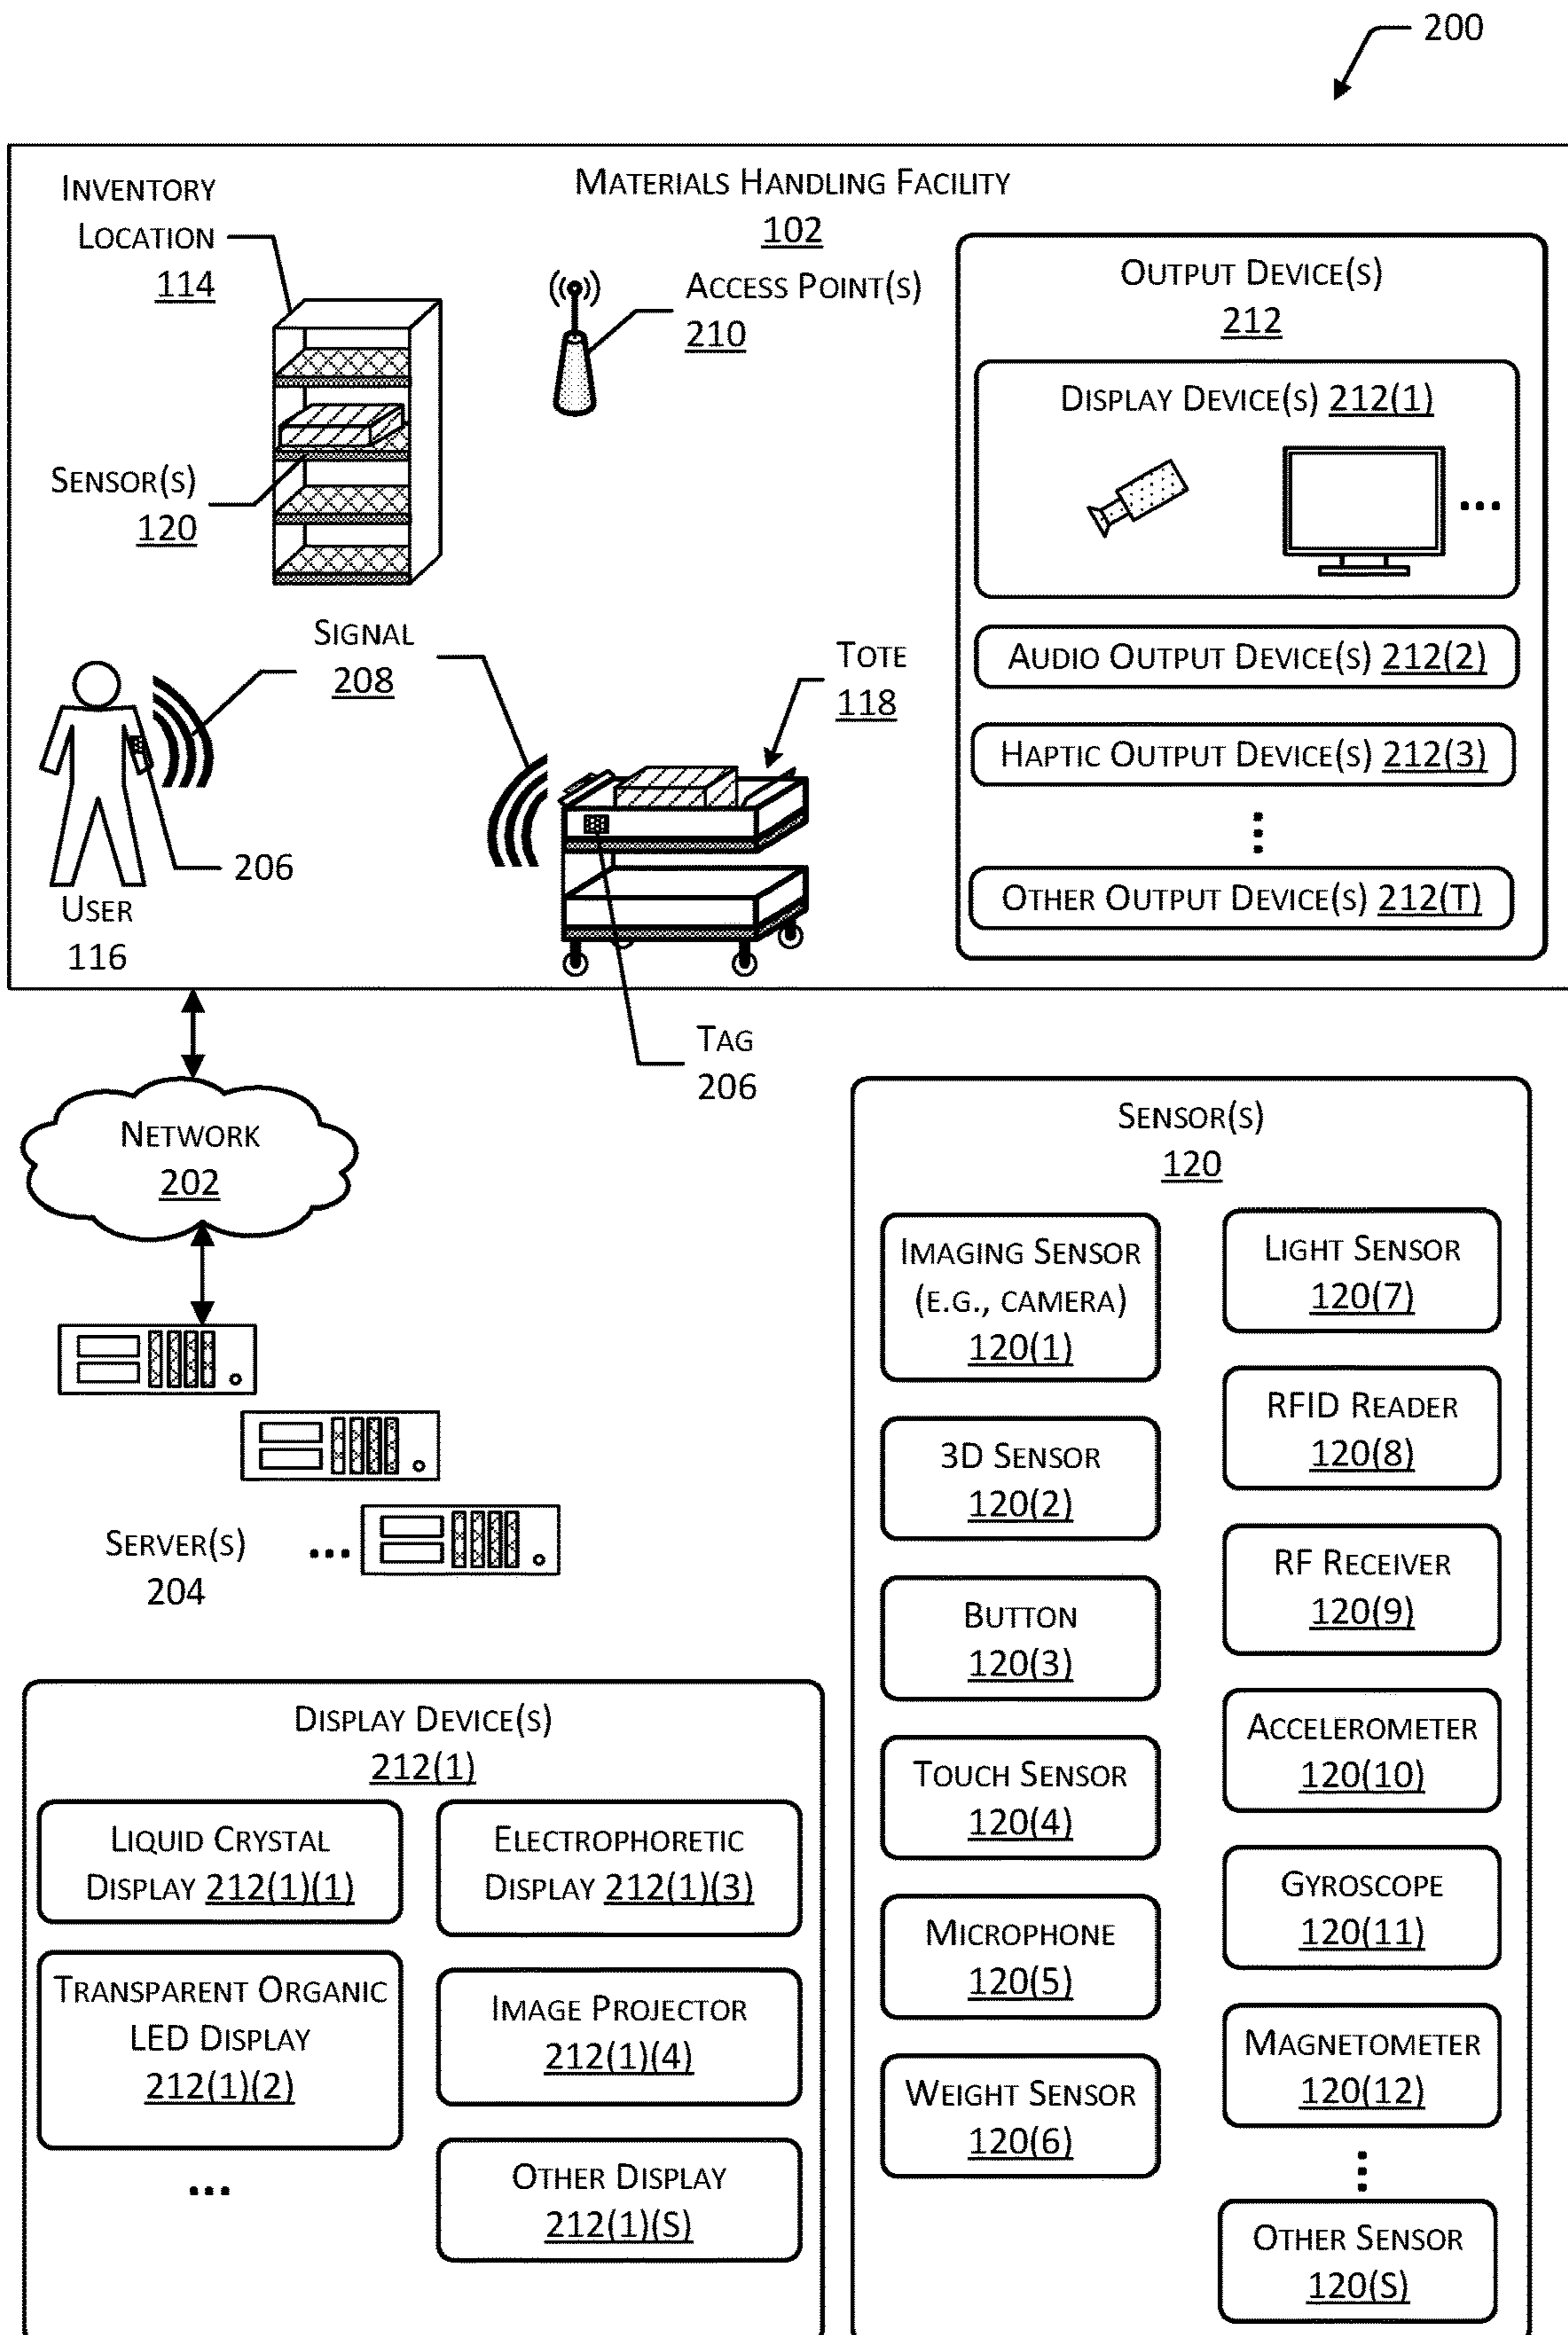 200
MATERIALS HANDLING FACILITY
102
INVENTORY
LOCATION
114
ACCESS POINT(S)
210
SENSOR(S)
120
SIGNAL
208
TOTE
118
206
USER
116
TAG
206
OUTPUT DEVICE(S)
212
DISPLAY DEVICE(S) 212(1)
...
AUDIO OUTPUT DEVICE(S) 212(2)
HAPTIC OUTPUT DEVICE(S) 212(3)
OTHER OUTPUT DEVICE(S) 212(T)
NETWORK
202
SERVER(S)
204
...
DISPLAY DEVICE(S)
212(1)
LIQUID CRYSTAL
DISPLAY 212(1)(1)
TRANSPARENT ORGANIC
LED DISPLAY
212(1)(2)
...
ELECTROPHORETIC
DISPLAY 212(1)(3)
IMAGE PROJECTOR
212(1)(4)
OTHER DISPLAY
212(1)(S)
SENSOR(S)
120
IMAGING SENSOR
(E.G., CAMERA)
120(1)
3D SENSOR
120(2)
BUTTON
120(3)
TOUCH SENSOR
120(4)
MICROPHONE
120(5)
WEIGHT SENSOR
120(6)
LIGHT SENSOR
120(7)
RFID READER
120(8)
RF RECEIVER
120(9)
ACCELEROMETER
120(10)
GYROSCOPE
120(11)
MAGNETOMETER
120(12)
OTHER SENSOR
120(S)